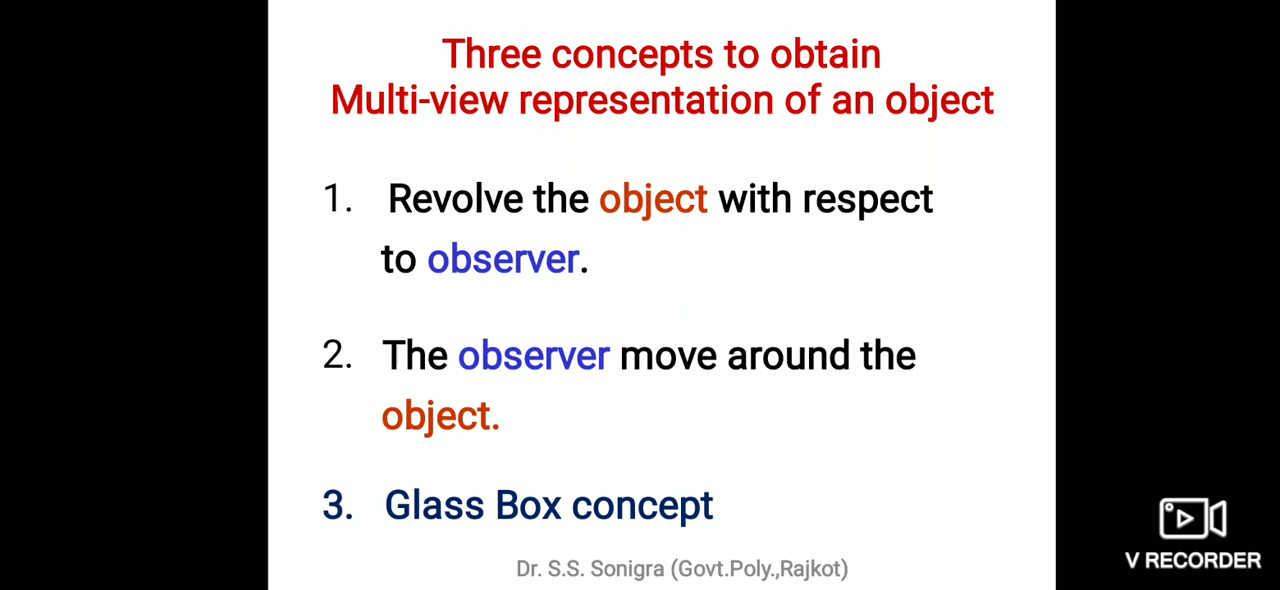 Three concepts to obtain
Multi-view representation of an object
1. Revolve the object with respect
to observer.
2. The observer move around the
object.
3. Glass Box concept
Dr. S.S. Sonigra (Govt.Poly.,Rajkot)
V RECORDER